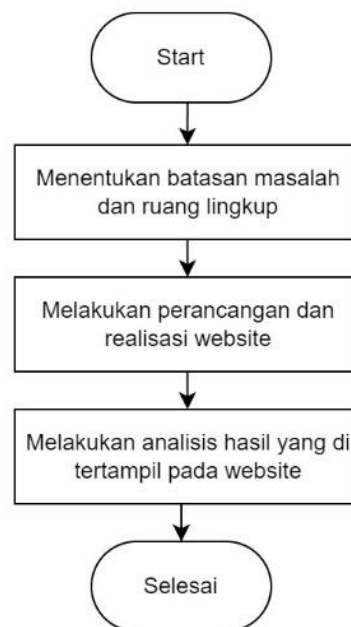 Start
Menentukan batasan masalah
dan ruang lingkup
Melakukan perancangan dan
realisasi website
Melakukan analisis hasil yang di
tertampil pada website
Selesai